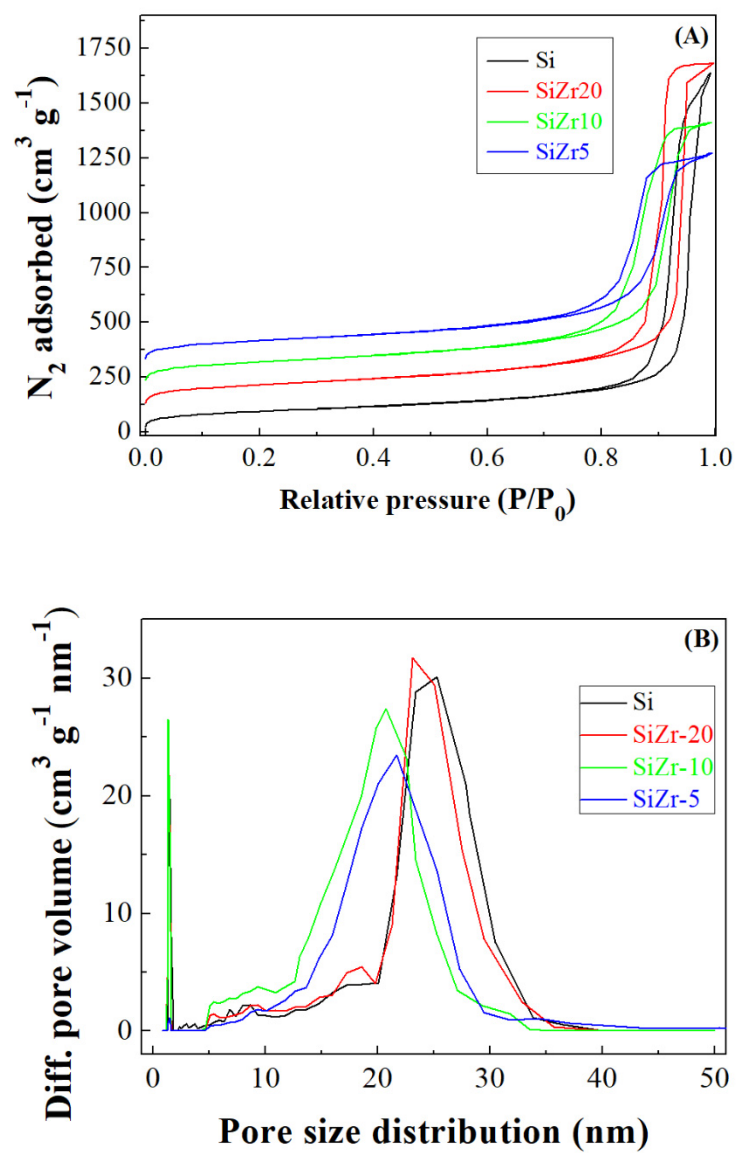 (A)
Si
SiZr20
SiZr10
SiZr5
1750
1500
1250
1000
750
500
250
0
N₂ adsorbed (cm³ g⁻¹)
0.0 0.2 0.4 0.6 0.8 1.0
Relative pressure (P/P₀)
(B)
Si
SiZr-20
SiZr-10
SiZr-5
30
20
10
0
Diff. pore volume (cm³ g⁻¹ nm⁻¹)
0 10 20 30 40 50
Pore size distribution (nm)